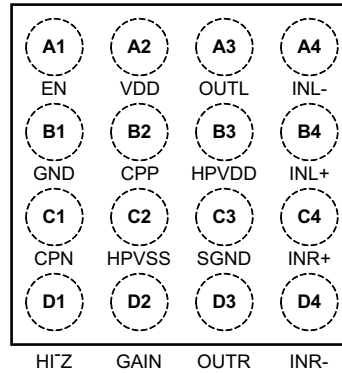 A1 A2 A3 A4
EN VDD OUTL INL-
B1 B2 B3 B4
GND CPP HPVDD INL+
C1 C2 C3 C4
CPN HPVSS SGND INR+
D1 D2 D3 D4
HI-Z GAIN OUTR INR-